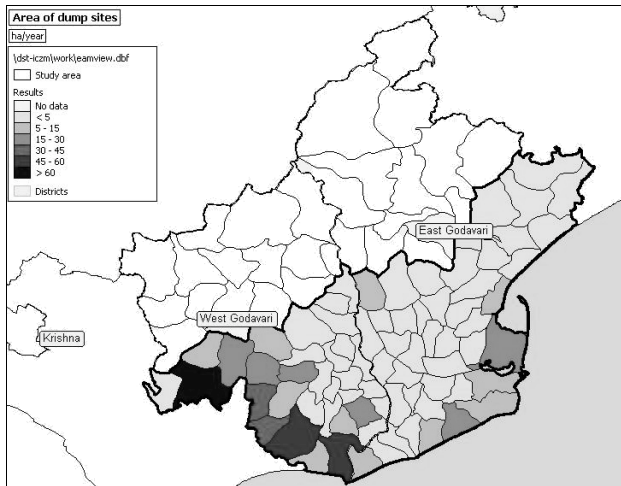 Area of dump sites
ha/year
\dst-iczm\work\eamview.dbf
Study area
Results
No data
< 5
5 - 15
15 - 30
30 - 45
45 - 60
> 60
Districts
East Godavari
West Godavari
Krishna